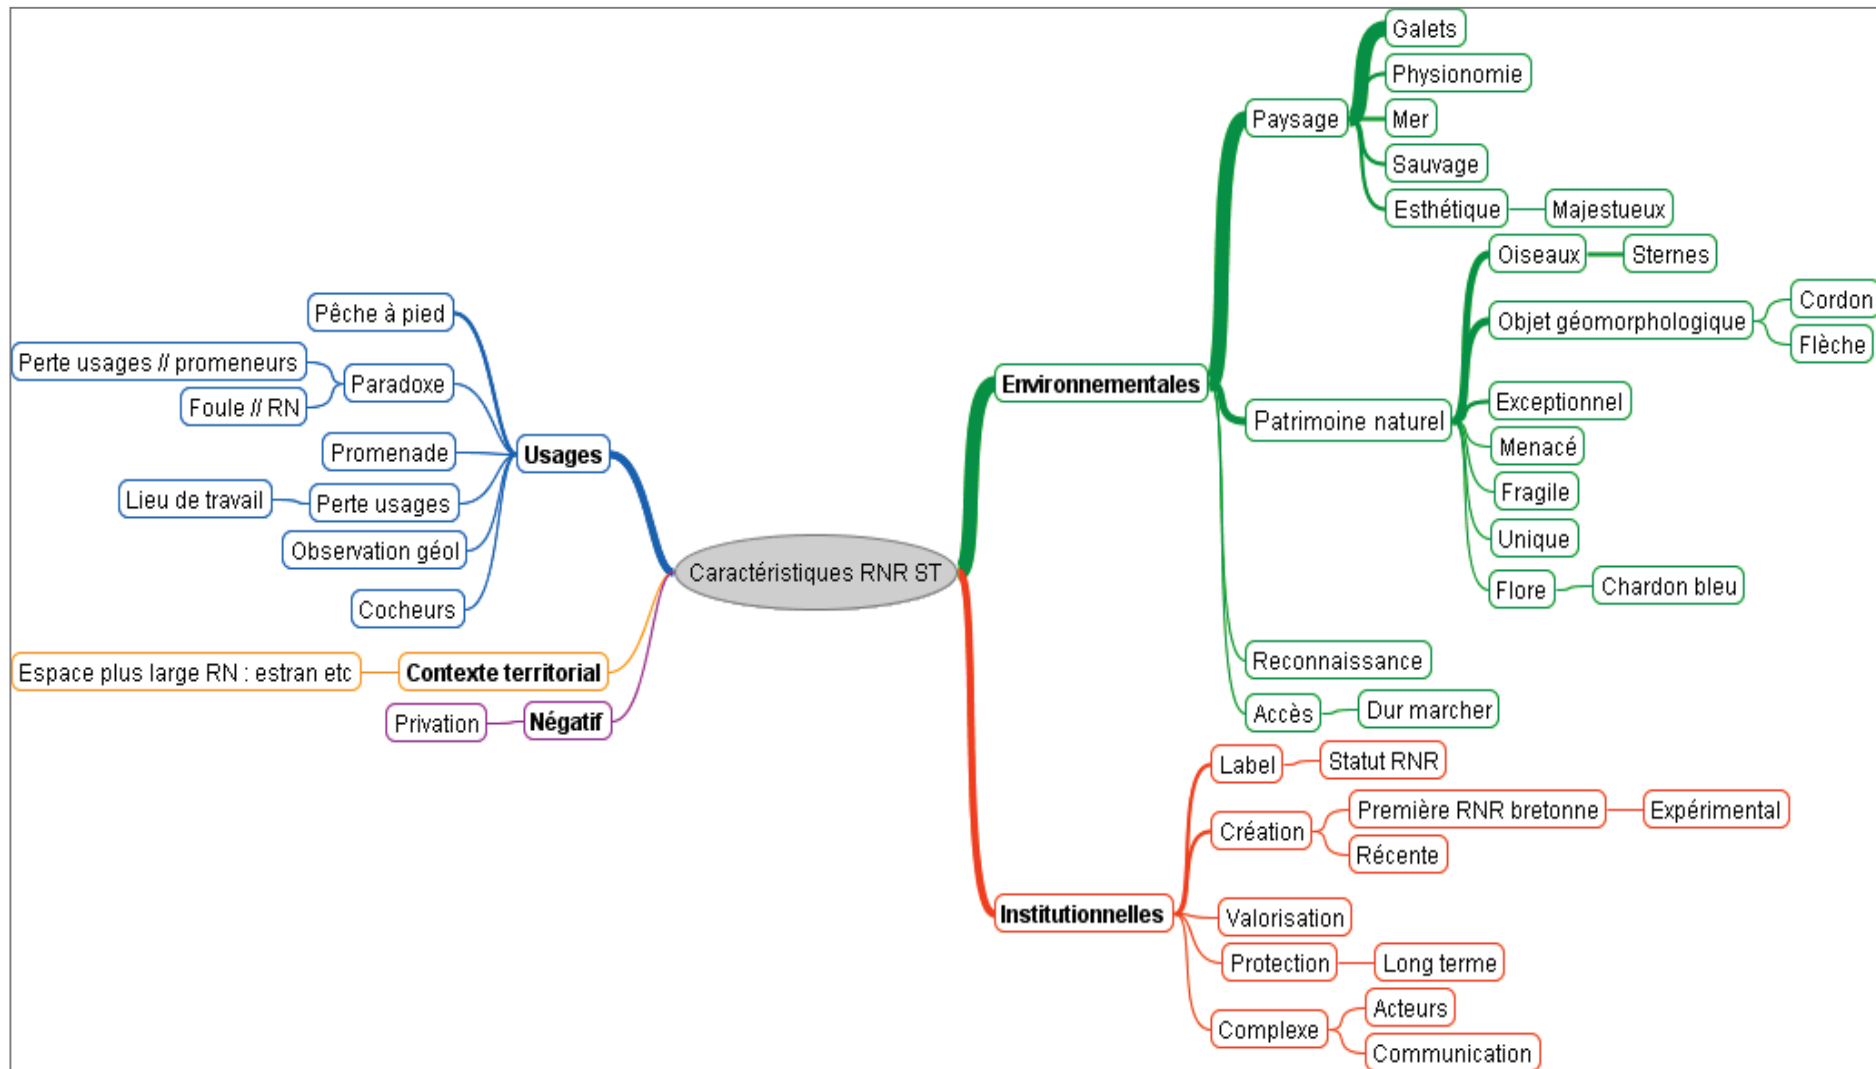 Caractéristiques RNR ST
Environnementales
Paysage
Galets
Physionomie
Mer
Sauvage
Esthétique
Majestueux
Patrimoine naturel
Oiseaux
Sternes
Objet géomorphologique
Cordon
Flèche
Exceptionnel
Menacé
Fragile
Unique
Flore
Chardon bleu
Reconnaissance
Accès
Dur marcher
Institutionnelles
Label
Statut RNR
Création
Première RNR bretonne
Expérimental
Récente
Valorisation
Protection
Long terme
Complexe
Acteurs
Communication
Usages
Pêche à pied
Paradoxe
Perte usages // promeneurs
Foule // RN
Promenade
Perte usages
Lieu de travail
Observation géol
Cocheurs
Contexte territorial
Espace plus large RN : estran etc
Négatif
Privation